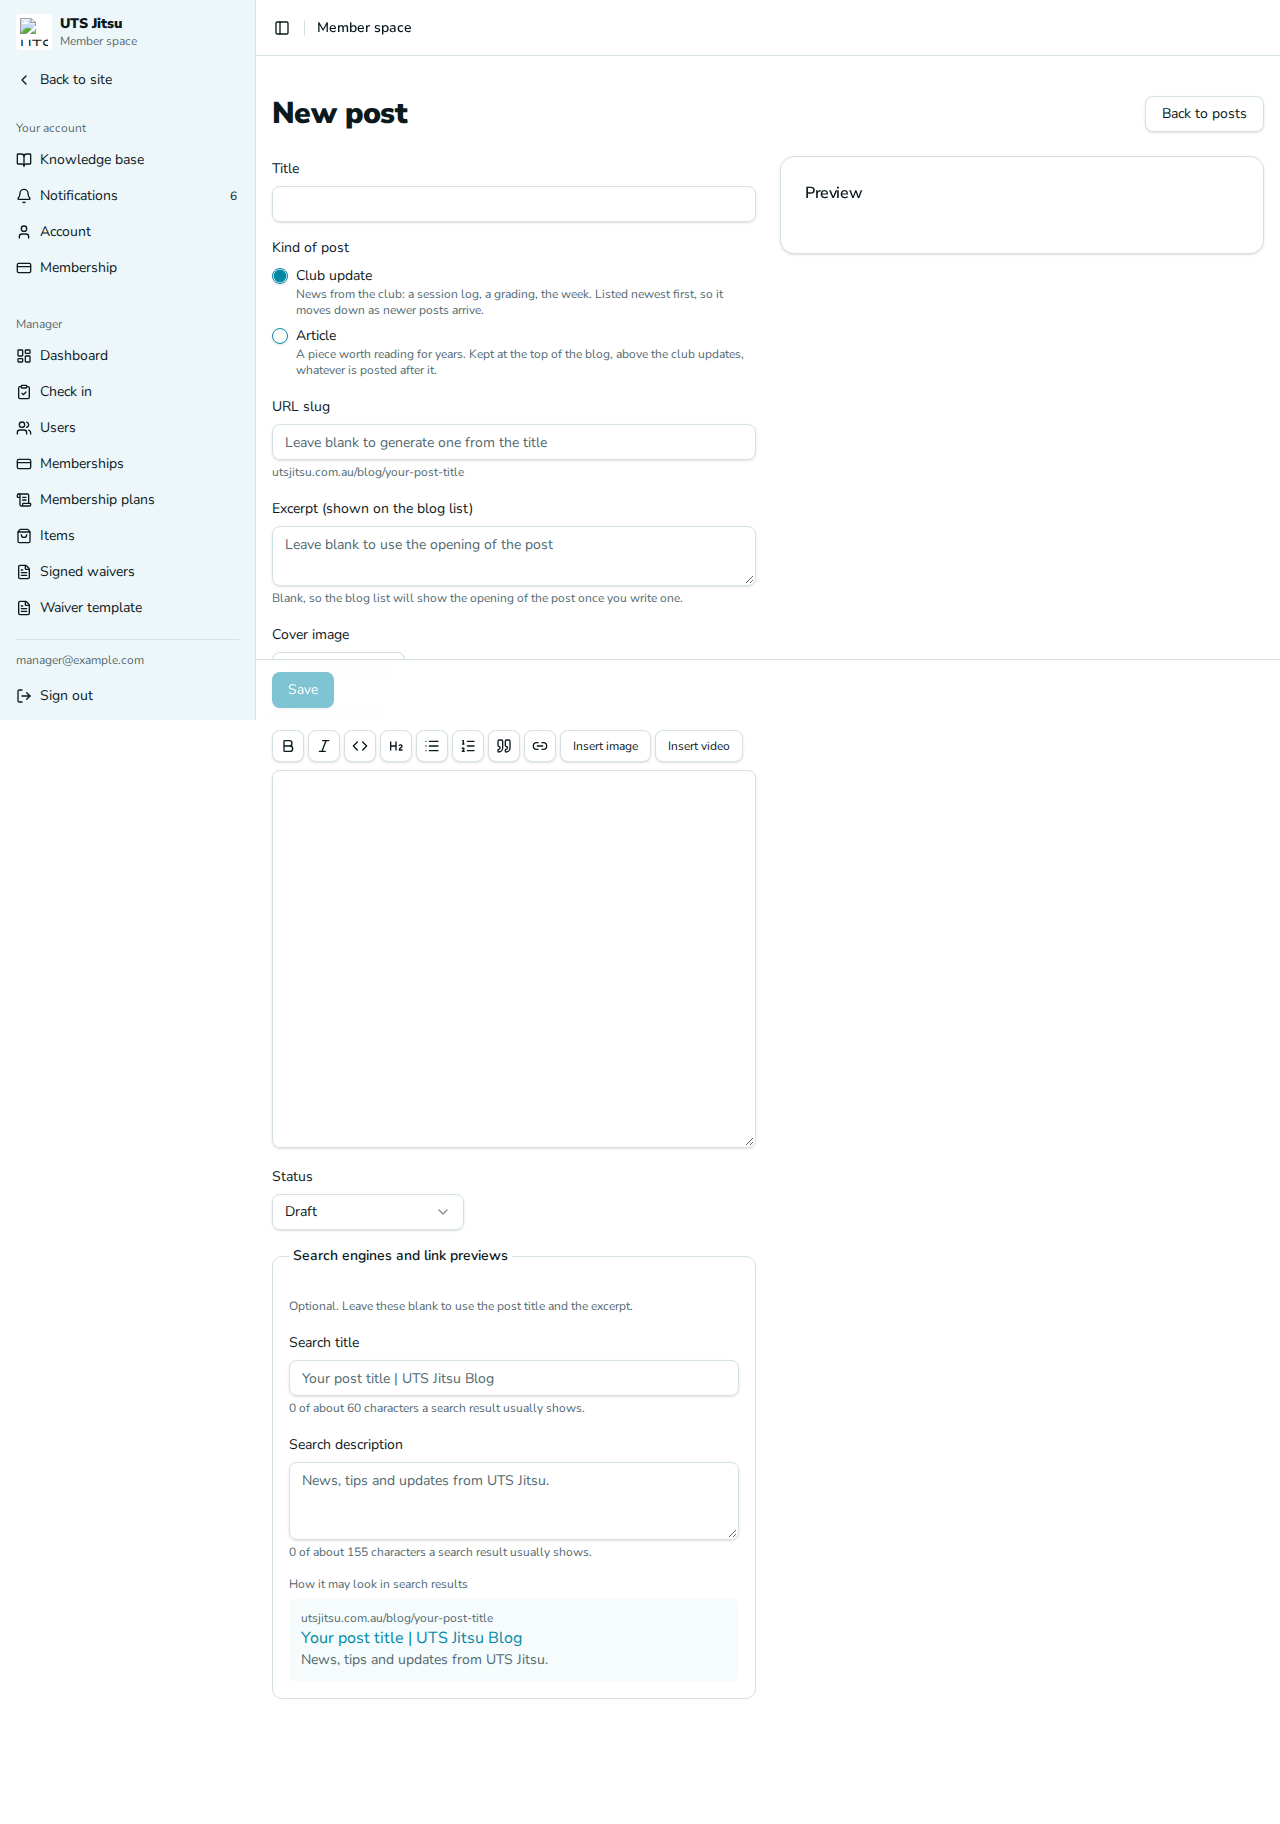 UTS Jitsu
Member space
Back to site
Your account
Knowledge base
Notifications 6
Account
Membership
Manager
Dashboard
Check in
Users
Memberships
Membership plans
Items
Signed waivers
Waiver template
manager@example.com
Sign out
Member space
New post
Back to posts
Title
Kind of post
Club update
News from the club: a session log, a grading, the week. Listed newest first, so it
moves down as newer posts arrive.
Article
A piece worth reading for years. Kept at the top of the blog, above the club updates,
whatever is posted after it.
URL slug
Leave blank to generate one from the title
utsjitsu.com.au/blog/your-post-title
Excerpt (shown on the blog list)
Leave blank to use the opening of the post
Blank, so the blog list will show the opening of the post once you write one.
Cover image
Save
H2
Insert image
Insert video
Status
Draft
Search engines and link previews
Optional. Leave these blank to use the post title and the excerpt.
Search title
Your post title | UTS Jitsu Blog
0 of about 60 characters a search result usually shows.
Search description
News, tips and updates from UTS Jitsu.
0 of about 155 characters a search result usually shows.
How it may look in search results
utsjitsu.com.au/blog/your-post-title
Your post title | UTS Jitsu Blog
News, tips and updates from UTS Jitsu.
Preview